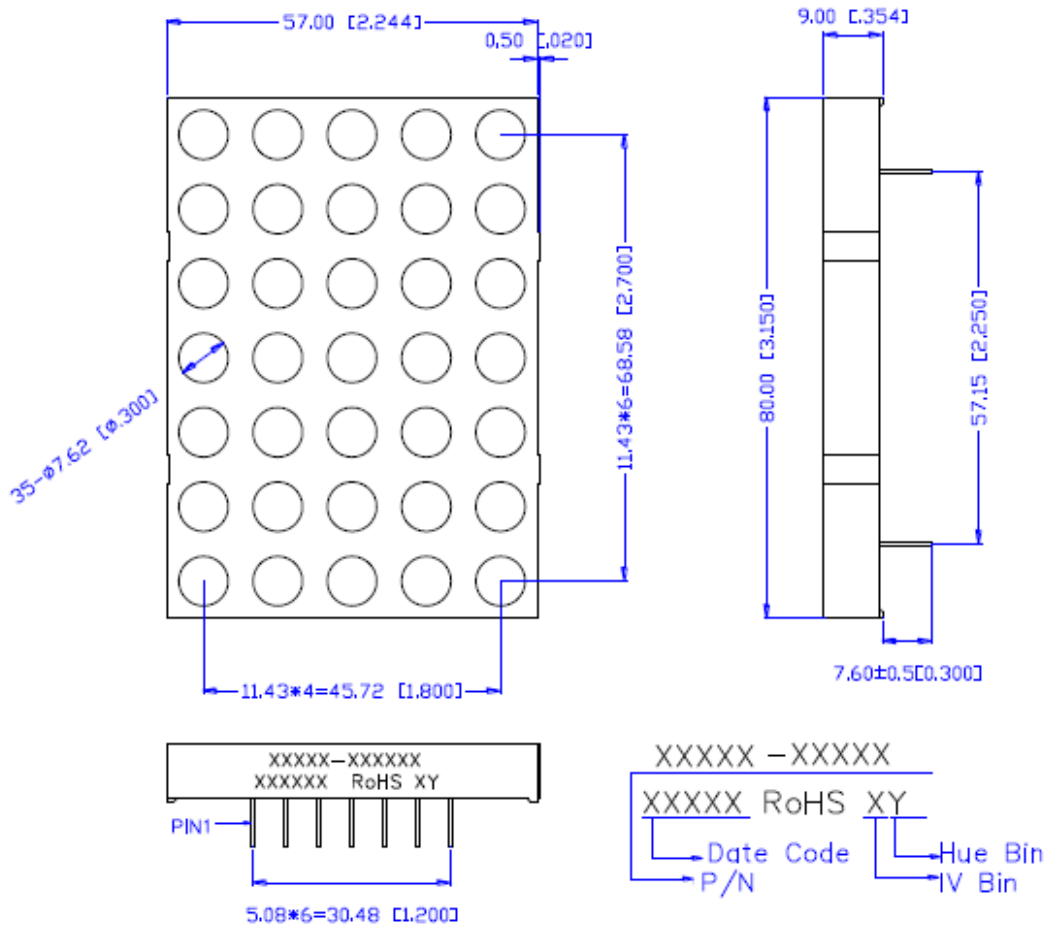 57.00 [2.244]
0.50 [.020]
9.00 [.354]
35-ø7.62 [ø.300]
11.43*6=68.58 [2.700]
80.00 [3.150]
57.15 [2.250]
11.43*4=45.72 [1.800]
7.60±0.5[0.300]
XXXXX-XXXXXX
XXXXXX RoHS XY
PIN1
5.08*6=30.48 [1.200]
XXXXX-XXXXX
XXXXX RoHS XY
Date Code
P/N
Hue Bin
IV Bin